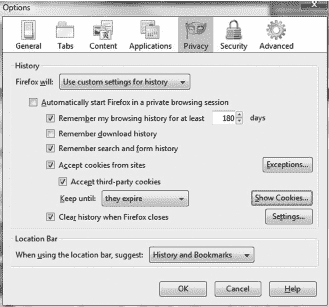 Options
General Tabs Content Applications Privacy Security Advanced
History
Firefox will: Use custom settings for history
Automatically start Firefox in a private browsing session
Remember my browsing history for at least 180 days
Remember download history
Remember search and form history
Accept cookies from sites Exceptions...
Accept third-party cookies
Keep until: they expire Show Cookies...
Clear history when Firefox closes Settings...
Location Bar
When using the location bar, suggest: History and Bookmarks
OK Cancel Help